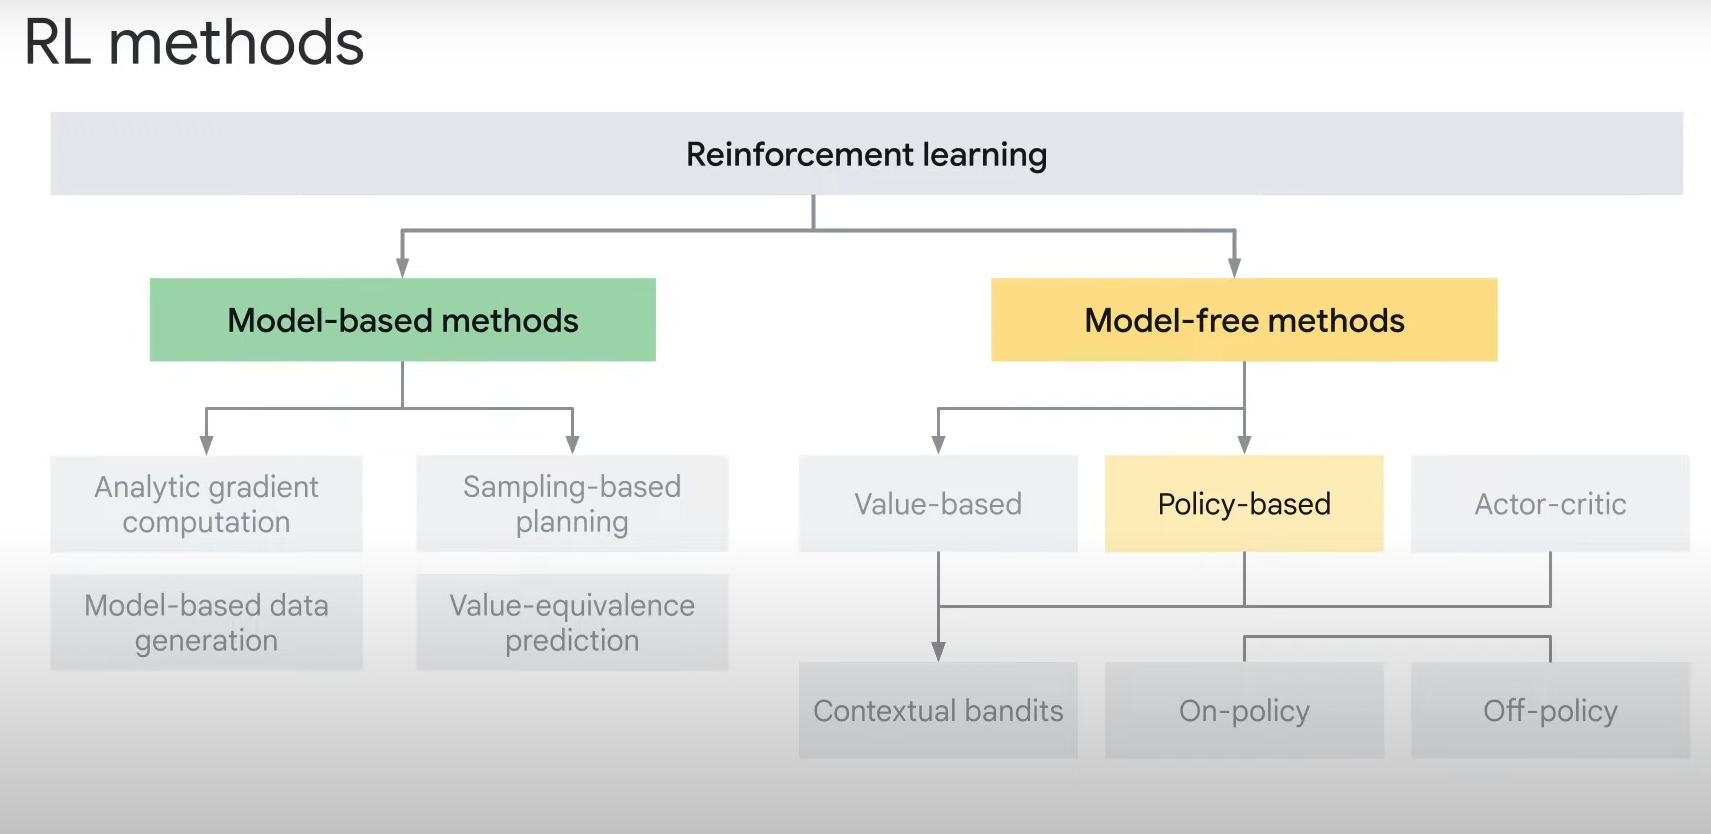 RL methods
Reinforcement learning
Model-based methods
Model-free methods
Analytic gradient
computation
Sampling-based
planning
Value-based
Policy-based
Actor-critic
Model-based data
generation
Value-equivalence
prediction
Contextual bandits
On-policy
Off-policy